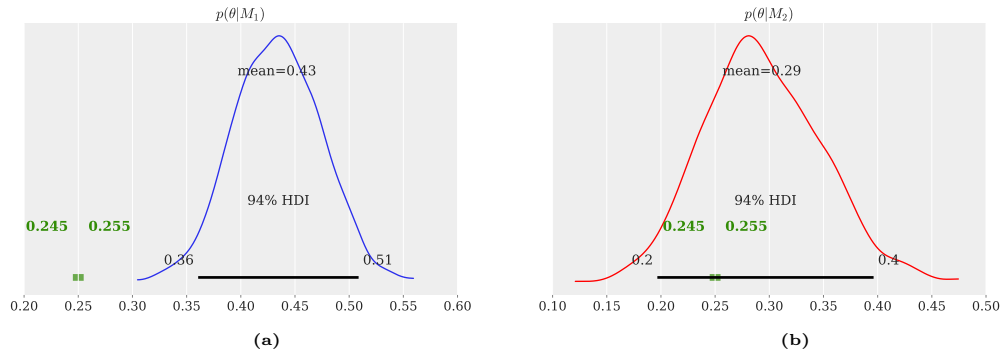 p(θ|M₁)
mean=0.43
94% HDI
0.245 0.255
0.36 0.51
0.20 0.25 0.30 0.35 0.40 0.45 0.50 0.55 0.60
(a)
p(θ|M₂)
mean=0.29
94% HDI
0.245 0.255
0.2 0.4
0.10 0.15 0.20 0.25 0.30 0.35 0.40 0.45 0.50
(b)